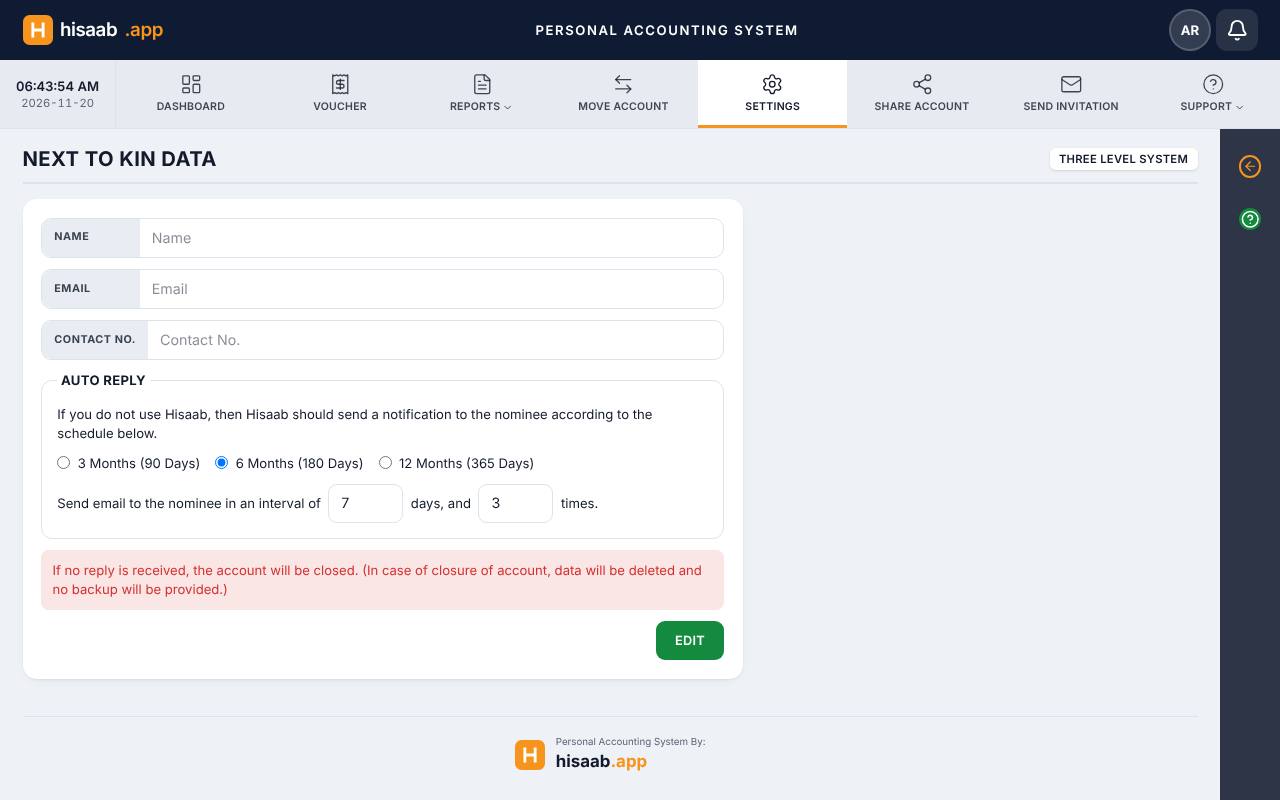 H hisaab .app
PERSONAL ACCOUNTING SYSTEM
AR
06:43:54 AM
2026-11-20
DASHBOARD
VOUCHER
REPORTS
MOVE ACCOUNT
SETTINGS
SHARE ACCOUNT
SEND INVITATION
SUPPORT
NEXT TO KIN DATA
THREE LEVEL SYSTEM
NAME
Name
EMAIL
Email
CONTACT NO.
Contact No.
AUTO REPLY
If you do not use Hisaab, then Hisaab should send a notification to the nominee according to the
schedule below.
3 Months (90 Days) 6 Months (180 Days) 12 Months (365 Days)
Send email to the nominee in an interval of 7 days, and 3 times.
If no reply is received, the account will be closed. (In case of closure of account, data will be deleted and
no backup will be provided.)
EDIT
Personal Accounting System By:
H hisaab.app